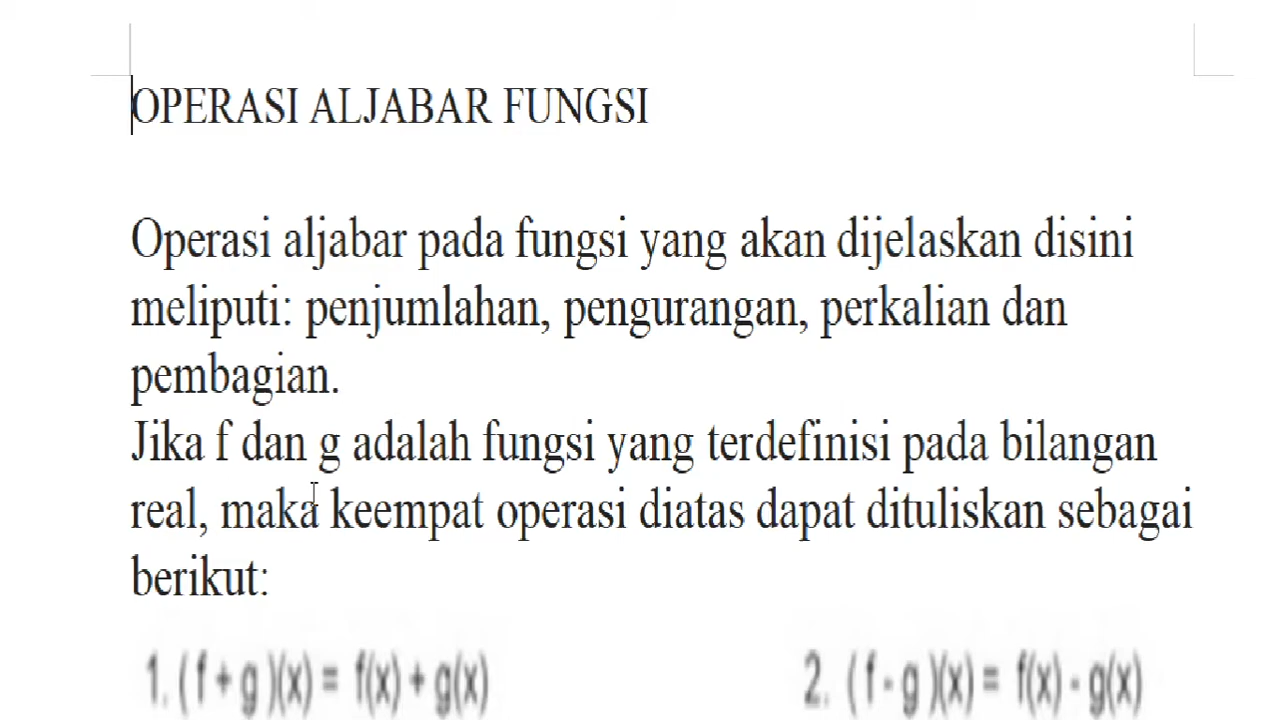 OPERASI ALJABAR FUNGSI
Operasi aljabar pada fungsi yang akan dijelaskan disini
meliputi: penjumlahan, pengurangan, perkalian dan
pembagian.
Jika f dan g adalah fungsi yang terdefinisi pada bilangan
real, maka keempat operasi diatas dapat dituliskan sebagai
berikut:
1. ( f + g )(x) = f(x) + g(x) 2. ( f - g )(x) = f(x) - g(x)